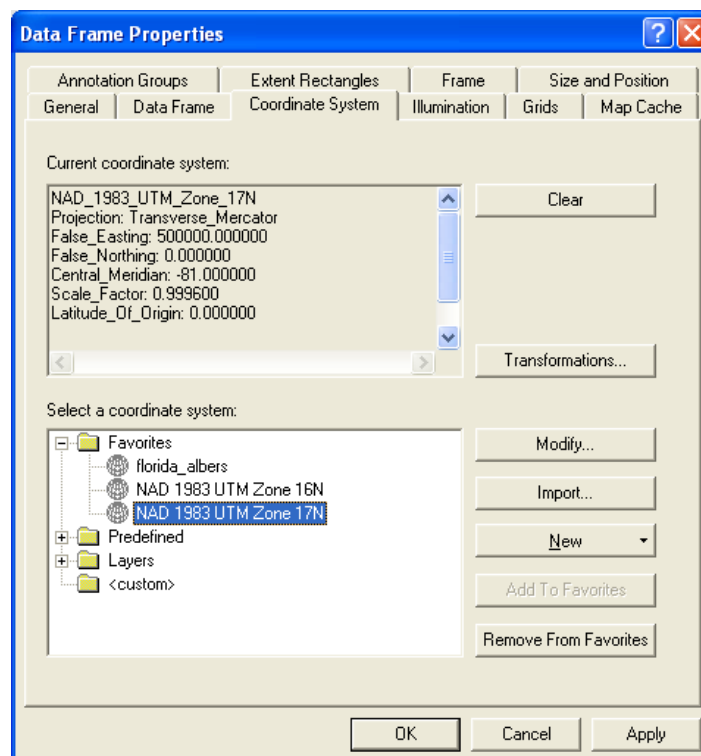 Data Frame Properties
?
Annotation Groups Extent Rectangles Frame Size and Position
General Data Frame Coordinate System Illumination Grids Map Cache
Current coordinate system:
NAD_1983_UTM_Zone_17N
Projection: Transverse_Mercator
False_Easting: 500000.000000
False_Northing: 0.000000
Central_Meridian: -81.000000
Scale_Factor: 0.999600
Latitude_Of_Origin: 0.000000
Clear
Transformations...
Select a coordinate system:
Favorites
florida_albers
NAD 1983 UTM Zone 16N
NAD 1983 UTM Zone 17N
Predefined
Layers
<custom>
Modify...
Import...
New
Add To Favorites
Remove From Favorites
OK Cancel Apply